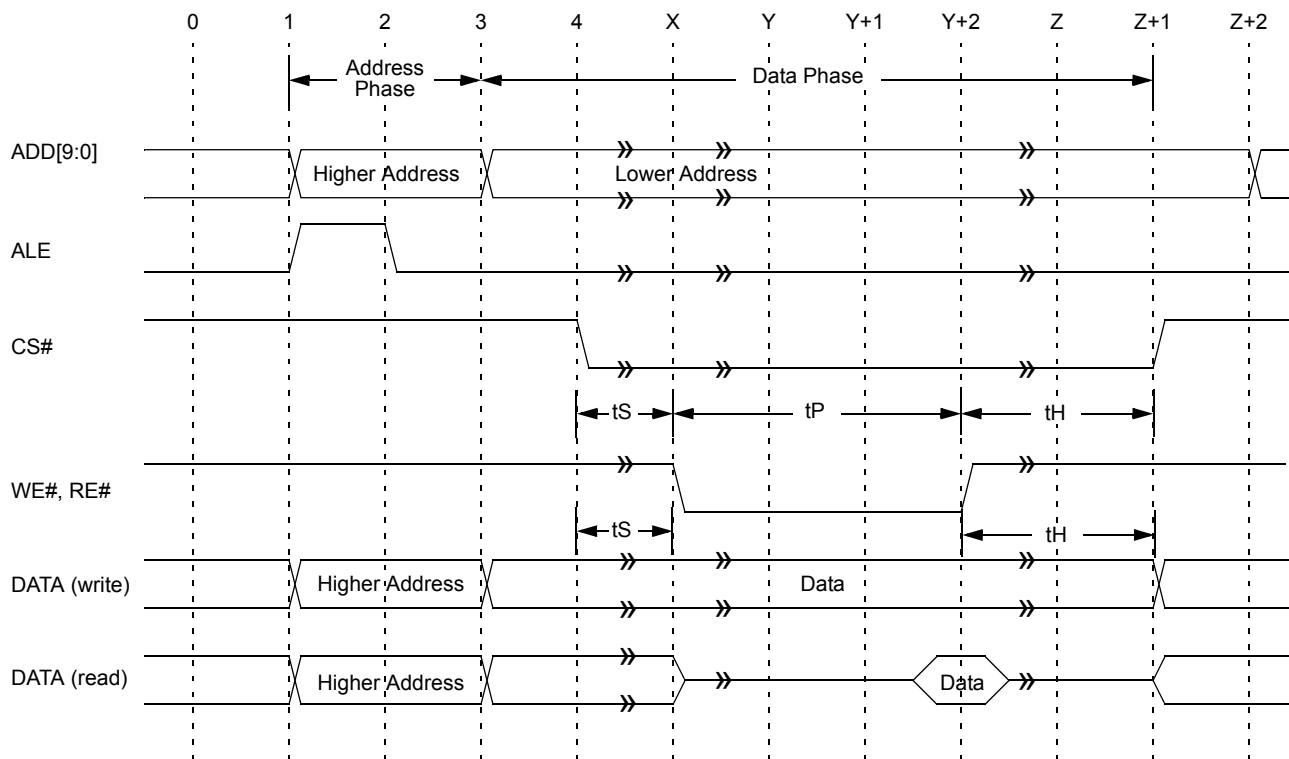 0 1 2 3 4 X Y Y+1 Y+2 Z Z+1 Z+2
Address
Phase
Data Phase
ADD[9:0]
Higher Address
Lower Address
ALE
CS#
tS
tP
tH
WE#, RE#
tS
tH
DATA (write)
Higher Address
Data
DATA (read)
Higher Address
Data